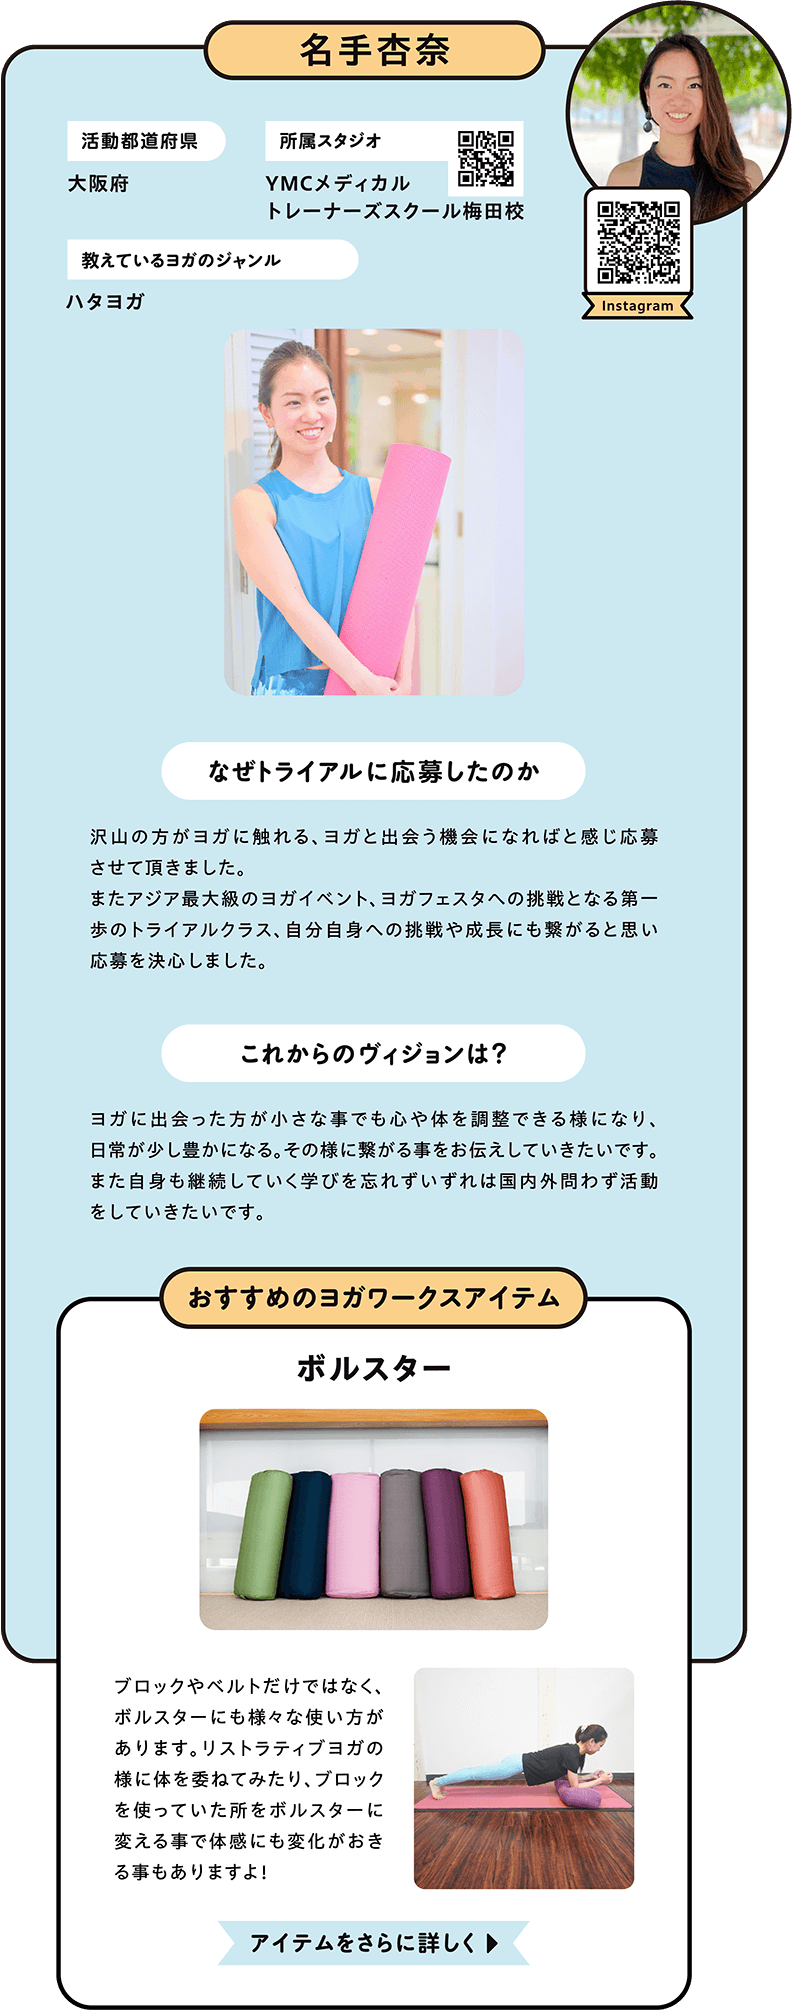 名手杏奈
活動都道府県
大阪府
所属スタジオ
YMCメディカル
トレーナーズスクール梅田校
Instagram
教えているヨガのジャンル
ハタヨガ
なぜトライアルに応募したのか
沢山の方がヨガに触れる、ヨガと出会う機会になればと感じ応募
させて頂きました。
またアジア最大級のヨガイベント、ヨガフェスタへの挑戦となる第一
歩のトライアルクラス、自分自身への挑戦や成長にも繋がると思い
応募を決心しました。
これからのヴィジョンは？
ヨガに出会った方が小さな事でも心や体を調整できる様になり、
日常が少し豊かになる。その様に繋がる事をお伝えしていきたいです。
また自身も継続していく学びを忘れずいずれは国内外問わず活動
をしていきたいです。
おすすめのヨガワークスアイテム
ボルスター
ブロックやベルトだけではなく、
ボルスターにも様々な使い方が
あります。リストラティブヨガの
様に体を委ねてみたり、ブロック
を使っていた所をボルスターに
変える事で体感にも変化がおき
る事もありますよ！
アイテムをさらに詳しく